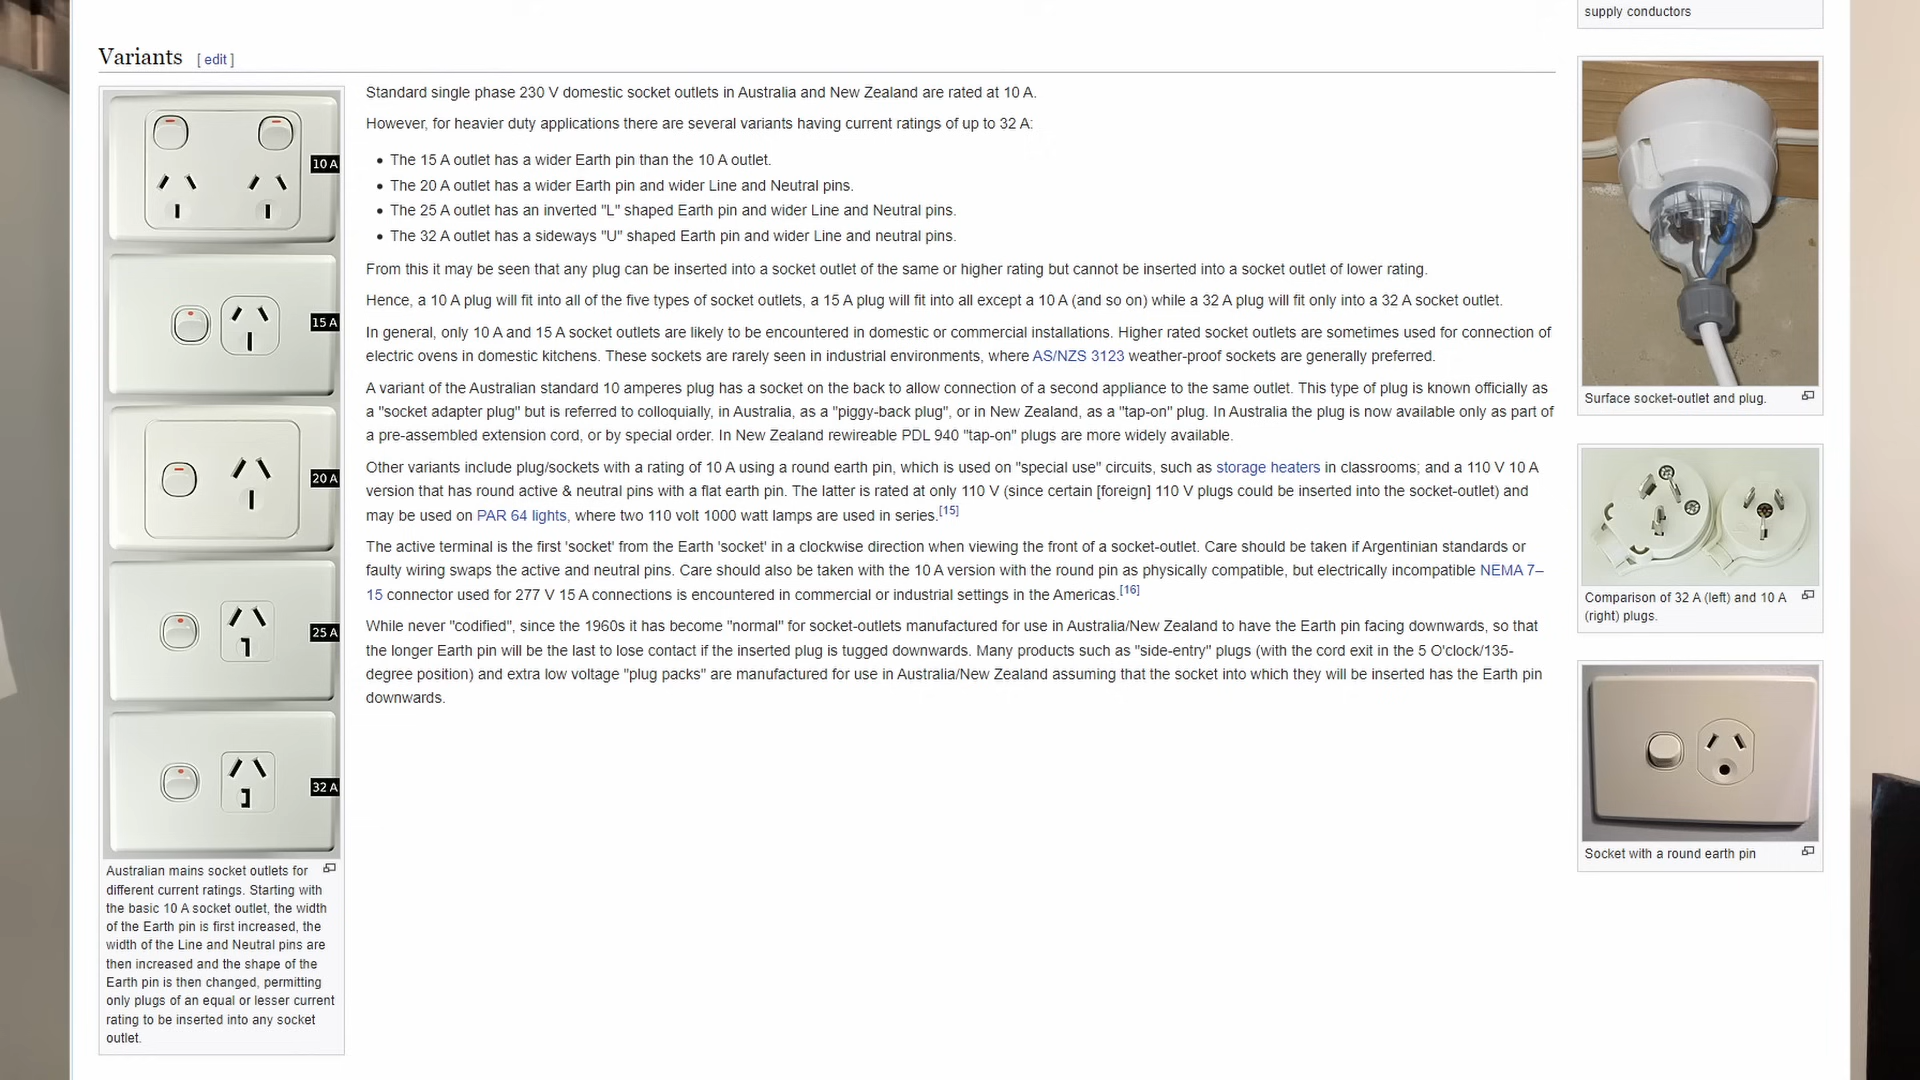 supply conductors
Variants [ edit ]
10 A
15 A
20 A
25 A
32 A
Australian mains socket outlets for
different current ratings. Starting with
the basic 10 A socket outlet, the width
of the Earth pin is first increased, the
width of the Line and Neutral pins are
then increased and the shape of the
Earth pin is then changed, permitting
only plugs of an equal or lesser current
rating to be inserted into any socket
outlet.
Standard single phase 230 V domestic socket outlets in Australia and New Zealand are rated at 10 A.
However, for heavier duty applications there are several variants having current ratings of up to 32 A:
• The 15 A outlet has a wider Earth pin than the 10 A outlet.
• The 20 A outlet has a wider Earth pin and wider Line and Neutral pins.
• The 25 A outlet has an inverted "L" shaped Earth pin and wider Line and Neutral pins.
• The 32 A outlet has a sideways "U" shaped Earth pin and wider Line and neutral pins.
From this it may be seen that any plug can be inserted into a socket outlet of the same or higher rating but cannot be inserted into a socket outlet of lower rating.
Hence, a 10 A plug will fit into all of the five types of socket outlets, a 15 A plug will fit into all except a 10 A (and so on) while a 32 A plug will fit only into a 32 A socket outlet.
In general, only 10 A and 15 A socket outlets are likely to be encountered in domestic or commercial installations. Higher rated socket outlets are sometimes used for connection of
electric ovens in domestic kitchens. These sockets are rarely seen in industrial environments, where AS/NZS 3123 weather-proof sockets are generally preferred.
A variant of the Australian standard 10 amperes plug has a socket on the back to allow connection of a second appliance to the same outlet. This type of plug is known officially as
a "socket adapter plug" but is referred to colloquially, in Australia, as a "piggy-back plug", or in New Zealand, as a "tap-on" plug. In Australia the plug is now available only as part of
a pre-assembled extension cord, or by special order. In New Zealand rewireable PDL 940 "tap-on" plugs are more widely available.
Other variants include plug/sockets with a rating of 10 A using a round earth pin, which is used on "special use" circuits, such as storage heaters in classrooms; and a 110 V 10 A
version that has round active & neutral pins with a flat earth pin. The latter is rated at only 110 V (since certain [foreign] 110 V plugs could be inserted into the socket-outlet) and
may be used on PAR 64 lights, where two 110 volt 1000 watt lamps are used in series.[15]
The active terminal is the first 'socket' from the Earth 'socket' in a clockwise direction when viewing the front of a socket-outlet. Care should be taken if Argentinian standards or
faulty wiring swaps the active and neutral pins. Care should also be taken with the 10 A version with the round pin as physically compatible, but electrically incompatible NEMA 7–
15 connector used for 277 V 15 A connections is encountered in commercial or industrial settings in the Americas.[16]
While never "codified", since the 1960s it has become "normal" for socket-outlets manufactured for use in Australia/New Zealand to have the Earth pin facing downwards, so that
the longer Earth pin will be the last to lose contact if the inserted plug is tugged downwards. Many products such as "side-entry" plugs (with the cord exit in the 5 O'clock/135-
degree position) and extra low voltage "plug packs" are manufactured for use in Australia/New Zealand assuming that the socket into which they will be inserted has the Earth pin
downwards.
Surface socket-outlet and plug.
Comparison of 32 A (left) and 10 A
(right) plugs.
Socket with a round earth pin